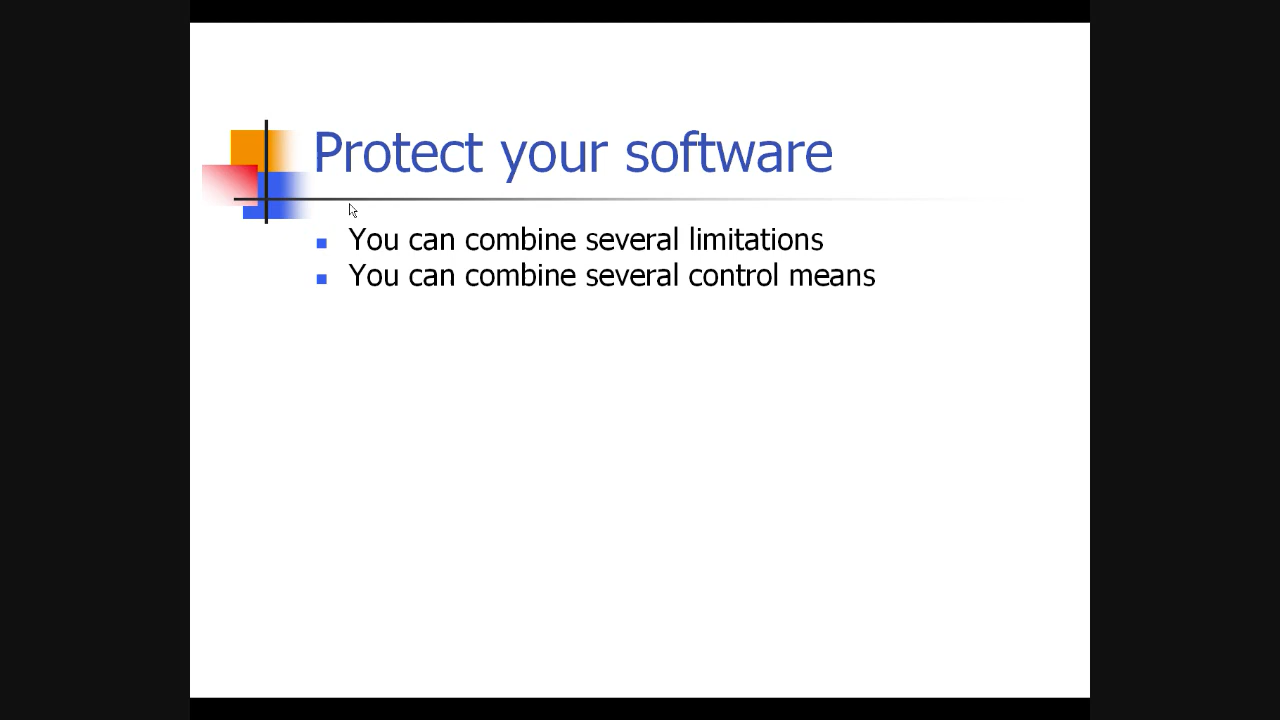 Protect your software
You can combine several limitations
You can combine several control means